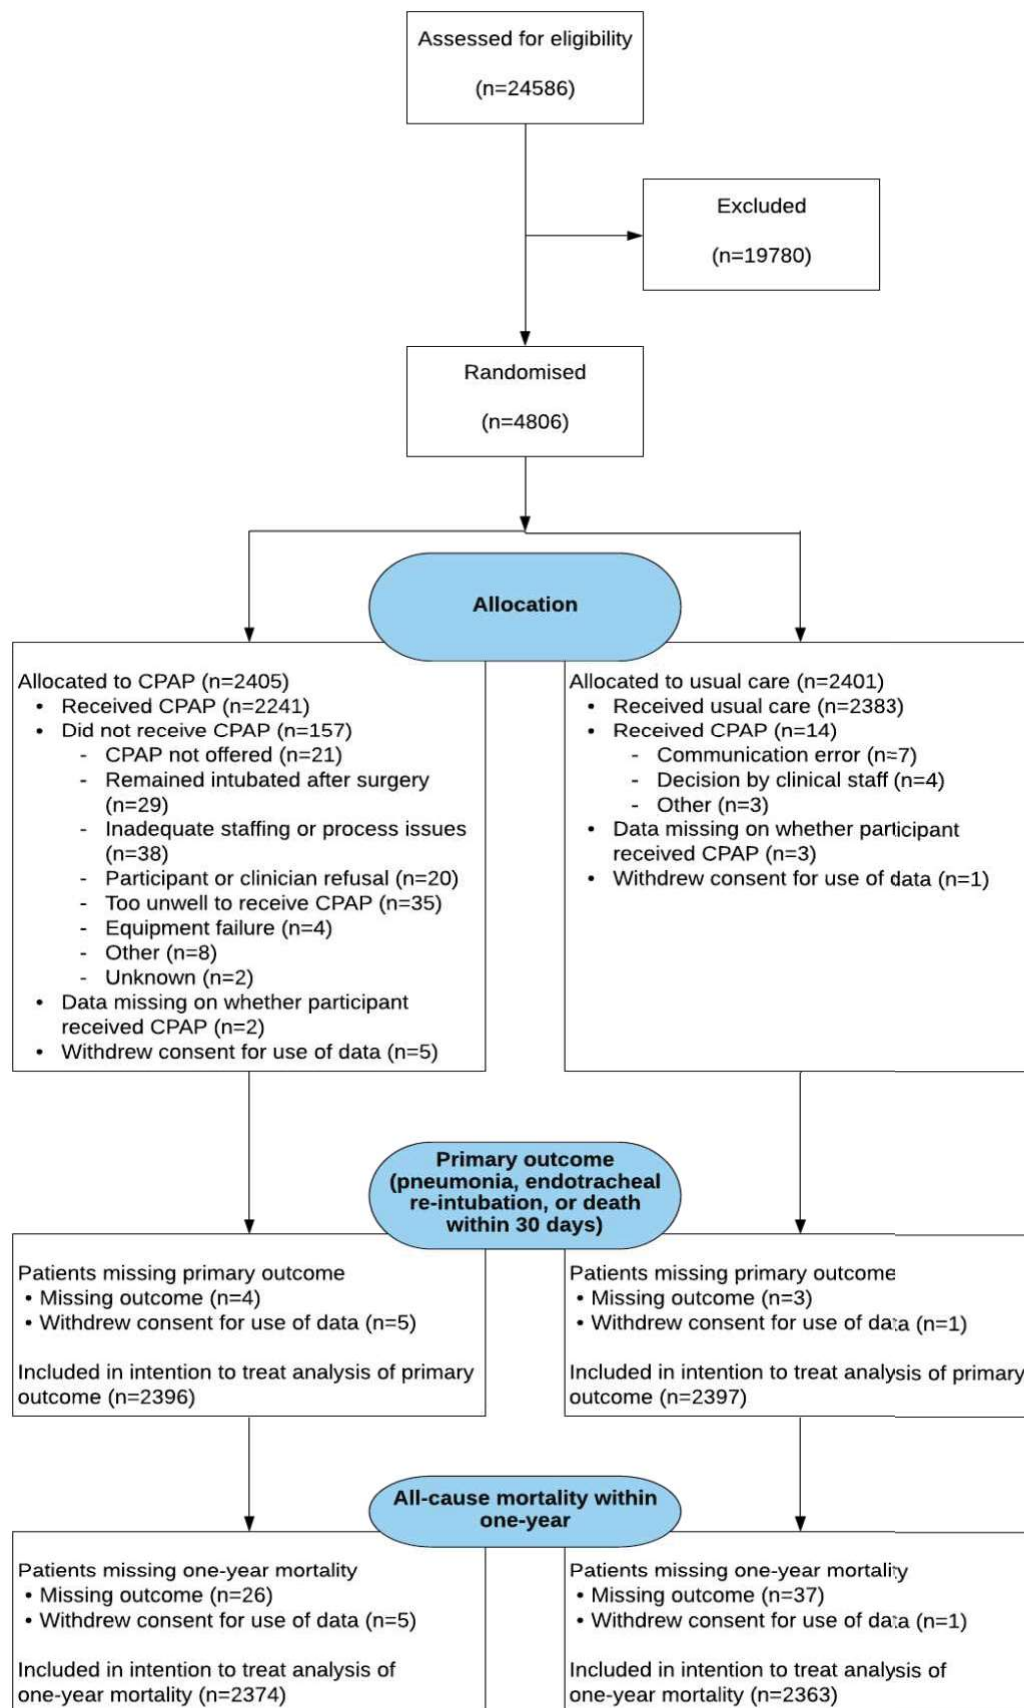 Assessed for eligibility
(n=24586)
Excluded
(n=19780)
Randomised
(n=4806)
Allocation
Allocated to CPAP (n=2405)
• Received CPAP (n=2241)
• Did not receive CPAP (n=157)
- CPAP not offered (n=21)
- Remained intubated after surgery
(n=29)
- Inadequate staffing or process issues
(n=38)
- Participant or clinician refusal (n=20)
- Too unwell to receive CPAP (n=35)
- Equipment failure (n=4)
- Other (n=8)
- Unknown (n=2)
• Data missing on whether participant
received CPAP (n=2)
• Withdrew consent for use of data (n=5)
Allocated to usual care (n=2401)
• Received usual care (n=2383)
• Received CPAP (n=14)
- Communication error (n=7)
- Decision by clinical staff (n=4)
- Other (n=3)
• Data missing on whether participant
received CPAP (n=3)
• Withdrew consent for use of data (n=1)
Primary outcome
(pneumonia, endotracheal
re-intubation, or death
within 30 days)
Patients missing primary outcome
• Missing outcome (n=4)
• Withdrew consent for use of data (n=5)
Included in intention to treat analysis of primary
outcome (n=2396)
Patients missing primary outcome
• Missing outcome (n=3)
• Withdrew consent for use of data (n=1)
Included in intention to treat analysis of primary
outcome (n=2397)
All-cause mortality within
one-year
Patients missing one-year mortality
• Missing outcome (n=26)
• Withdrew consent for use of data (n=5)
Included in intention to treat analysis of
one-year mortality (n=2374)
Patients missing one-year mortality
• Missing outcome (n=37)
• Withdrew consent for use of data (n=1)
Included in intention to treat analysis of
one-year mortality (n=2363)